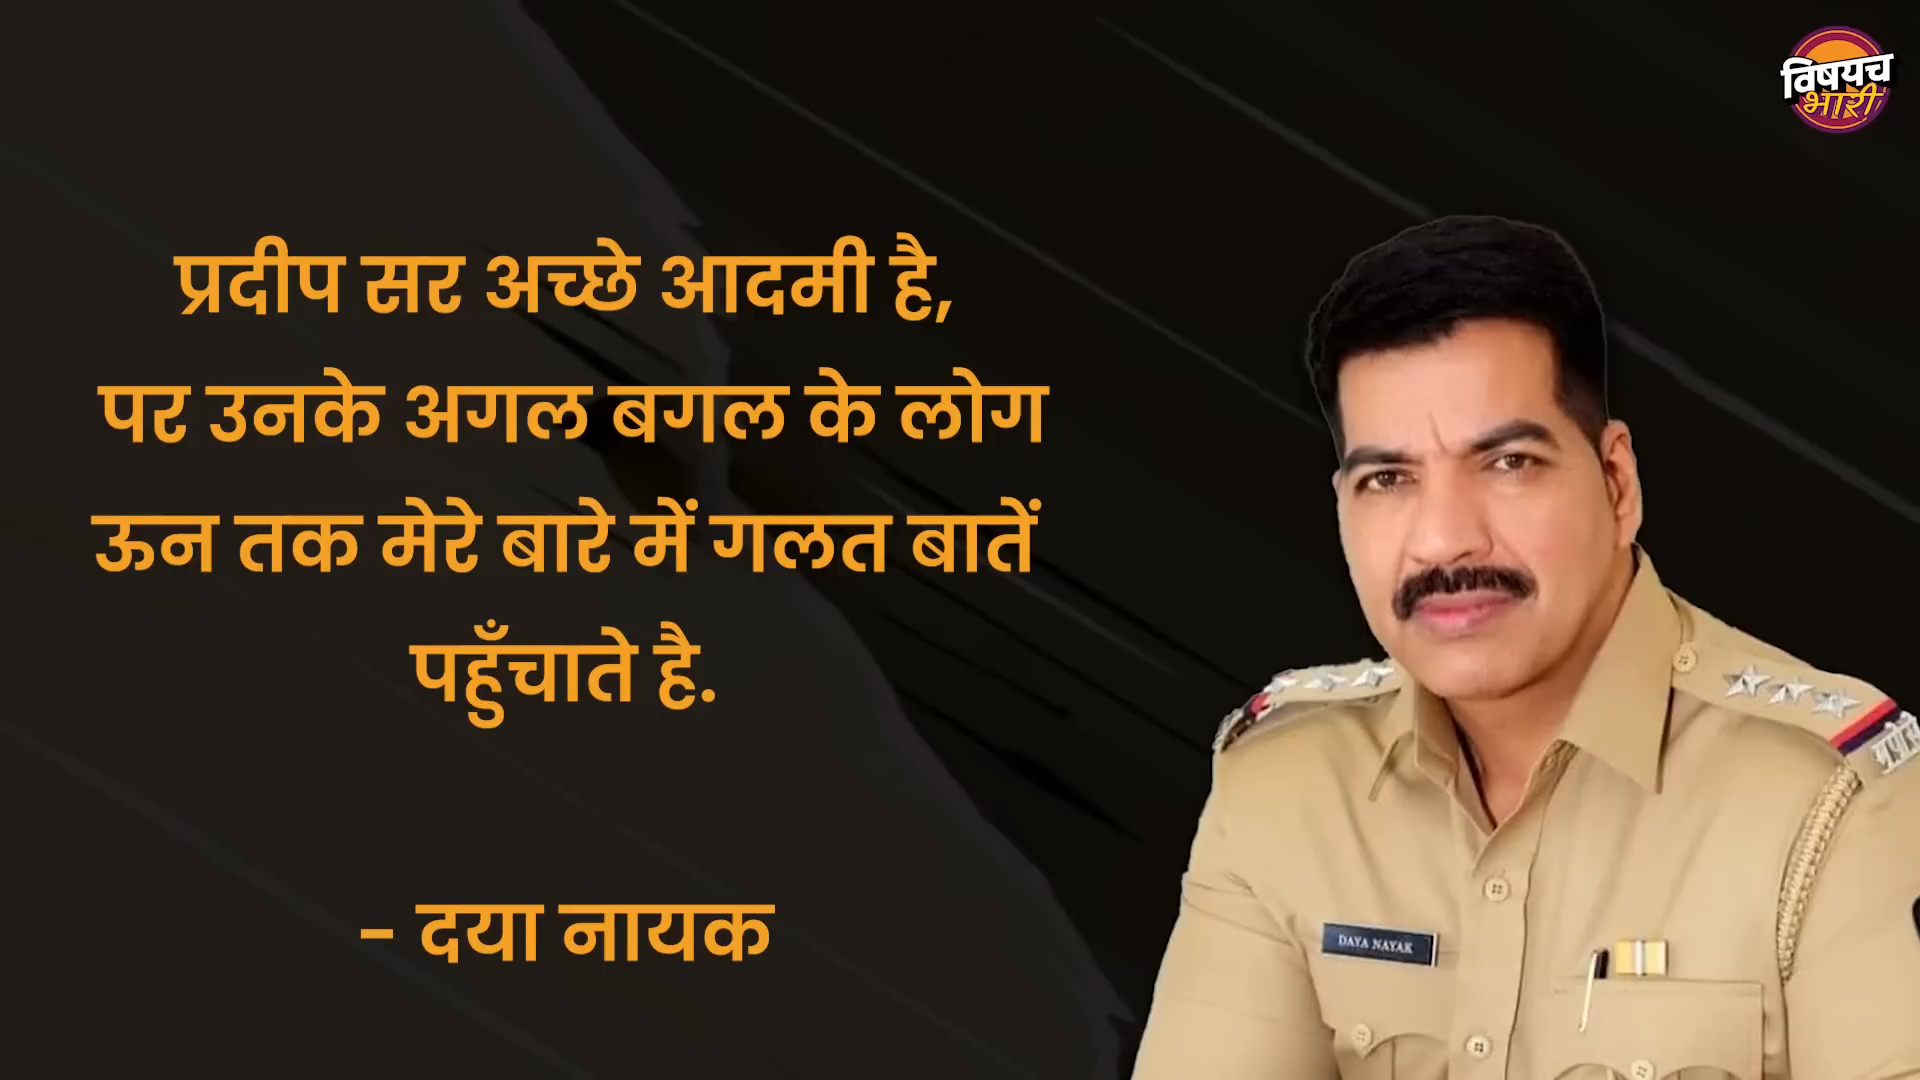 विषयच
भारी
प्रदीप सर अच्छे आदमी है,
पर उनके अगल बगल के लोग
ऊन तक मेरे बारे में गलत बातें
पहुँचाते है.
- दया नायक
DAYA NAYAK